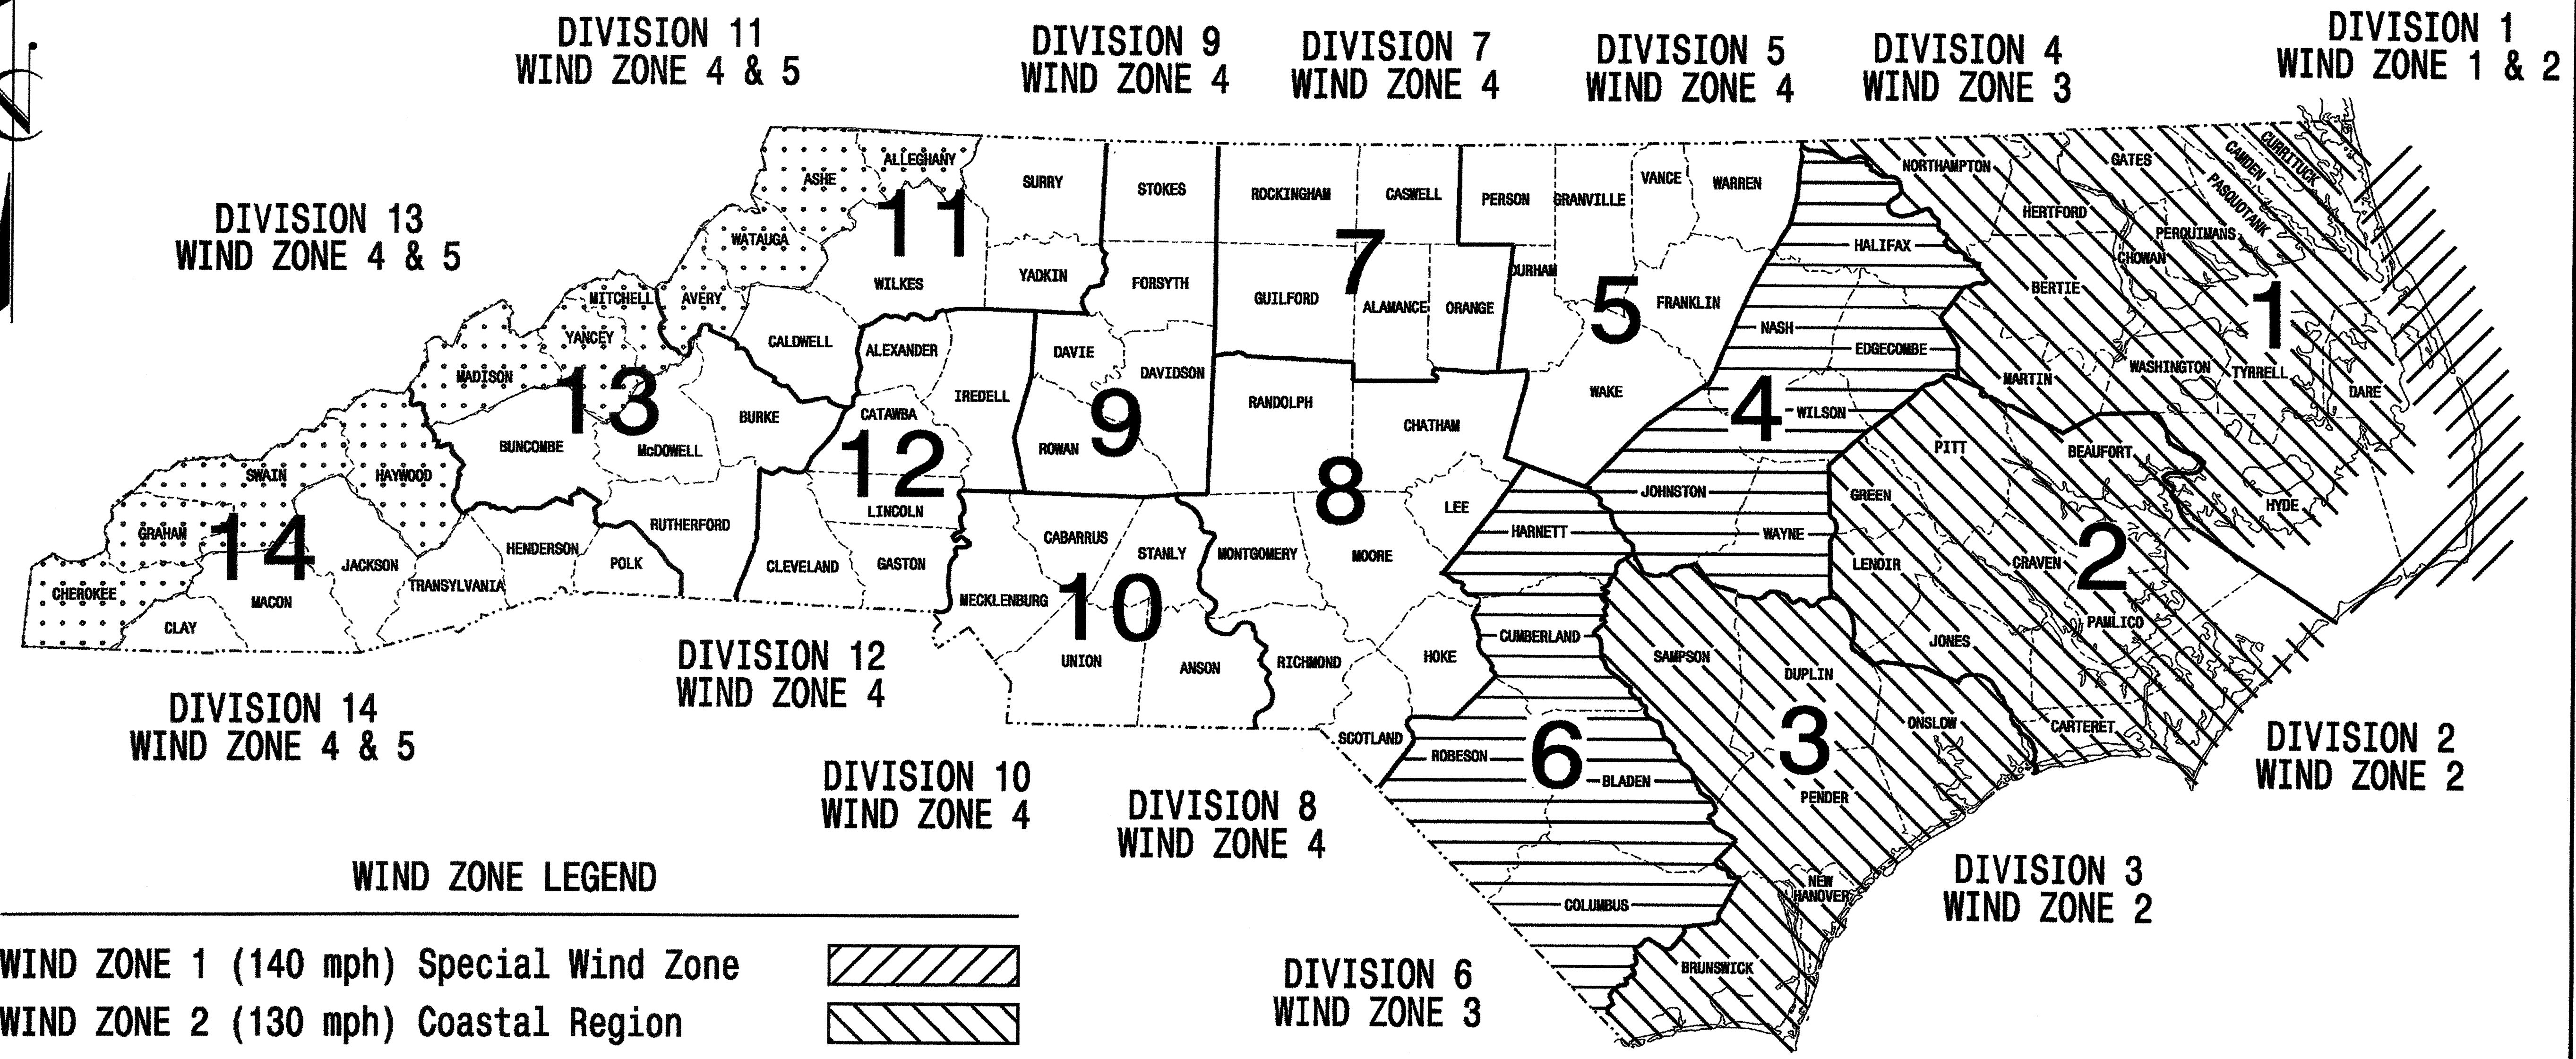 DIVISION 11
WIND ZONE 4 & 5
DIVISION 9
WIND ZONE 4
DIVISION 7
WIND ZONE 4
DIVISION 5
WIND ZONE 4
DIVISION 4
WIND ZONE 3
DIVISION 1
WIND ZONE 1 & 2
DIVISION 13
WIND ZONE 4 & 5
ASHE
ALLEGHANY
SURRY
STOKES
ROCKINGHAM
CASWELL
PERSON
GRANVILLE
VANCE
WARREN
NORTHAMPTON
GATES
CAMDEN
CURRITUCK
PASQUOTANK
11
WATAUGA
WILKES
YADKIN
FORSYTH
7
GUILFORD
ALAMANCE
ORANGE
DURHAM
5
FRANKLIN
HALIFAX
HERTFORD
PERQUIMANS
CHOWAN
BERTIE
1
MITCHELL
AVERY
YANCEY
CALDWELL
ALEXANDER
DAVIE
DAVIDSON
NASH
EDGECOMBE
MADISON
13
BURKE
CATAWBA
IREDELL
9
RANDOLPH
CHATHAM
WAKE
4
WILSON
MARTIN
WASHINGTON
TYRRELL
DARE
BUNCOMBE
McDOWELL
12
ROWAN
8
PITT
BEAUFORT
SWAIN
HAYWOOD
RUTHERFORD
LINCOLN
LEE
JOHNSTON
GREEN
HYDE
GRAHAM
14
JACKSON
HENDERSON
POLK
CLEVELAND
GASTON
CABARRUS
STANLY
MONTGOMERY
MOORE
HARNETT
WAYNE
LENOIR
CRAVEN
2
CHEROKEE
MACON
TRANSYLVANIA
MECKLENBURG
10
CLAY
UNION
ANSON
RICHMOND
HOKE
CUMBERLAND
SAMPSON
DUPLIN
JONES
PAMLICO
DIVISION 12
WIND ZONE 4
DIVISION 14
WIND ZONE 4 & 5
SCOTLAND
ROBESON
6
BLADEN
3
ONSLOW
CARTERET
PENDER
DIVISION 2
WIND ZONE 2
DIVISION 10
WIND ZONE 4
DIVISION 8
WIND ZONE 4
NEW
HANOVER
COLUMBUS
BRUNSWICK
DIVISION 3
WIND ZONE 2
DIVISION 6
WIND ZONE 3
WIND ZONE LEGEND
WIND ZONE 1 (140 mph) Special Wind Zone
WIND ZONE 2 (130 mph) Coastal Region